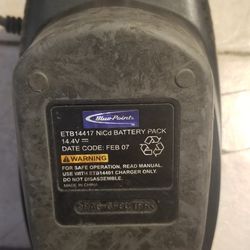 Blue-Point
ETB14417 NiCd BATTERY PACK
14.4V
DATE CODE: FEB 07
WARNING
FOR SAFE OPERATION, READ MANUAL.
USE WITH ETB14401 CHARGER ONLY.
DO NOT DISASSEMBLE.
MADE IN CHINA